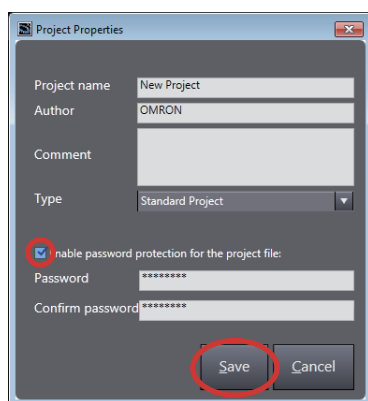 Project Properties
Project name New Project
Author OMRON
Comment
Type Standard Project
Enable password protection for the project file:
Password ********
Confirm password ********
Save Cancel